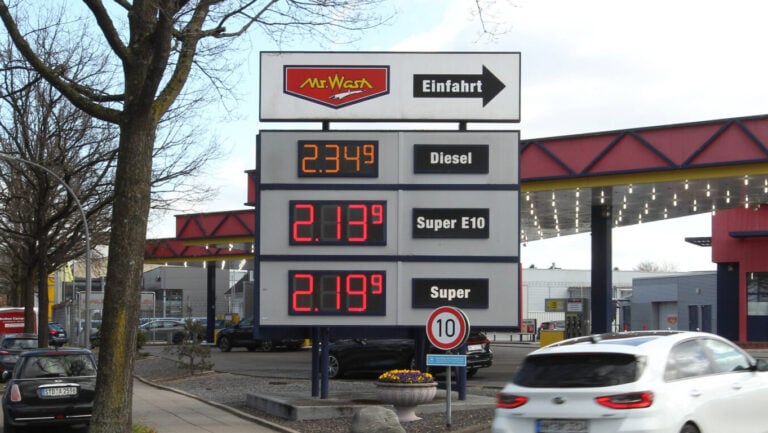 Mr. Wash
Einfahrt
2.34⁹
Diesel
2.13⁹
Super E10
2.19⁹
Super
10